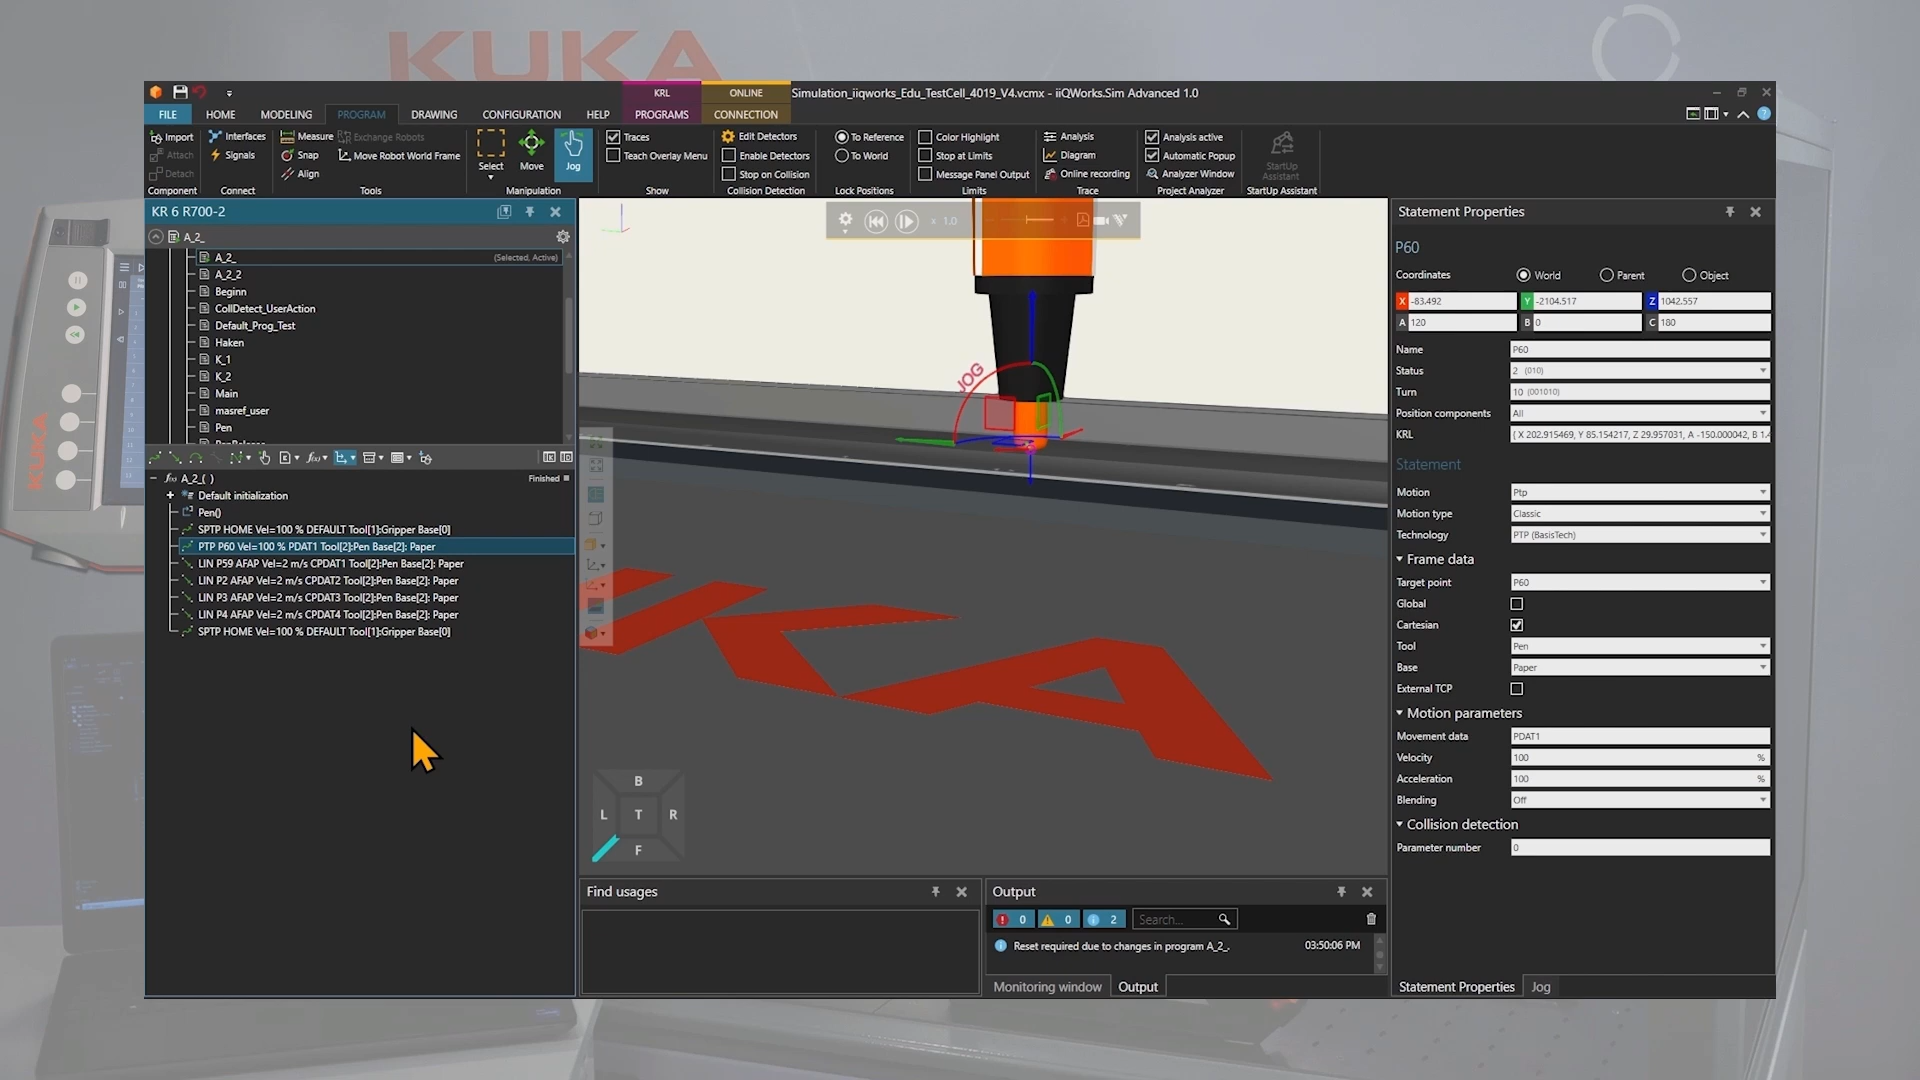 KUKA
KRL
ONLINE
Simulation_iiqworks_Edu_TestCell_4019_V4.vcmx - iiQWorks.Sim Advanced 1.0
FILE HOME MODELING PROGRAM DRAWING CONFIGURATION HELP PROGRAMS CONNECTION
Import Interfaces Measure Exchange Robots Traces Edit Detectors To Reference Color Highlight Analysis Analysis active
Attach Signals Snap Move Robot World Frame Select Move Jog Teach Overlay Menu Enable Detectors To World Stop at Limits Diagram Automatic Popup StartUp Assistant
Detach Align Stop on Collision Message Panel Output Online recording Analyzer Window
Component Connect Tools Manipulation Show Collision Detection Lock Positions Limits Trace Project Analyzer StartUp Assistant
KR 6 R700-2
A_2_
A_2_ (Selected, Active)
A_2_2
Beginn
CollDetect_UserAction
Default_Prog_Test
Haken
K_1
K_2
Main
masref_user
Pen
A_2_( ) Finished
Default initialization
Pen()
SPTP HOME Vel=100 % DEFAULT Tool[1]:Gripper Base[0]
PTP P60 Vel=100 % PDAT1 Tool[2]:Pen Base[2]: Paper
LIN P59 AFAP Vel=2 m/s CPDAT1 Tool[2]:Pen Base[2]: Paper
LIN P2 AFAP Vel=2 m/s CPDAT2 Tool[2]:Pen Base[2]: Paper
LIN P3 AFAP Vel=2 m/s CPDAT3 Tool[2]:Pen Base[2]: Paper
LIN P4 AFAP Vel=2 m/s CPDAT4 Tool[2]:Pen Base[2]: Paper
SPTP HOME Vel=100 % DEFAULT Tool[1]:Gripper Base[0]
x 1.0
JOG
B
L T R
F
Find usages
Output
0 0 2 Search...
Reset required due to changes in program A_2_. 03:50:06 PM
Monitoring window Output
Statement Properties
P60
Coordinates World Parent Object
X -83.492 Y -2104.517 Z 1042.557
A 120 B 0 C 180
Name P60
Status 2 (010)
Turn 10 (001010)
Position components All
KRL { X 202.915469, Y 85.154217, Z 29.957031, A -150.000042, B 1.4
Statement
Motion Ptp
Motion type Classic
Technology PTP (BasisTech)
Frame data
Target point P60
Global
Cartesian
Tool Pen
Base Paper
External TCP
Motion parameters
Movement data PDAT1
Velocity 100 %
Acceleration 100 %
Blending Off
Collision detection
Parameter number 0
Statement Properties Jog
KUKA